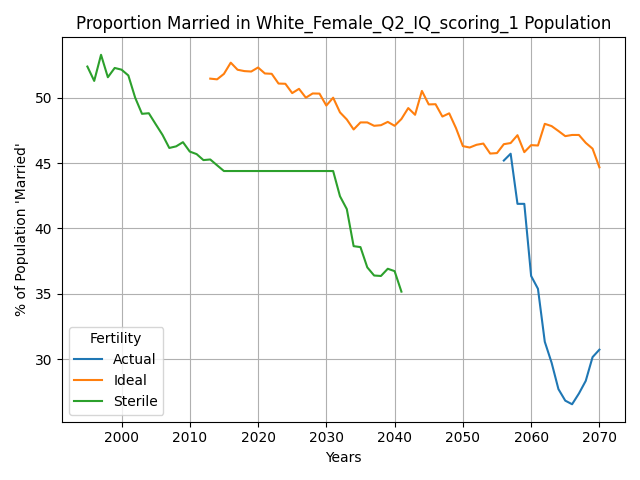 Proportion Married in White_Female_Q2_IQ_scoring_1 Population
% of Population 'Married'
50
45
40
35
30
Fertility
Actual
Ideal
Sterile
2000 2010 2020 2030 2040 2050 2060 2070
Years